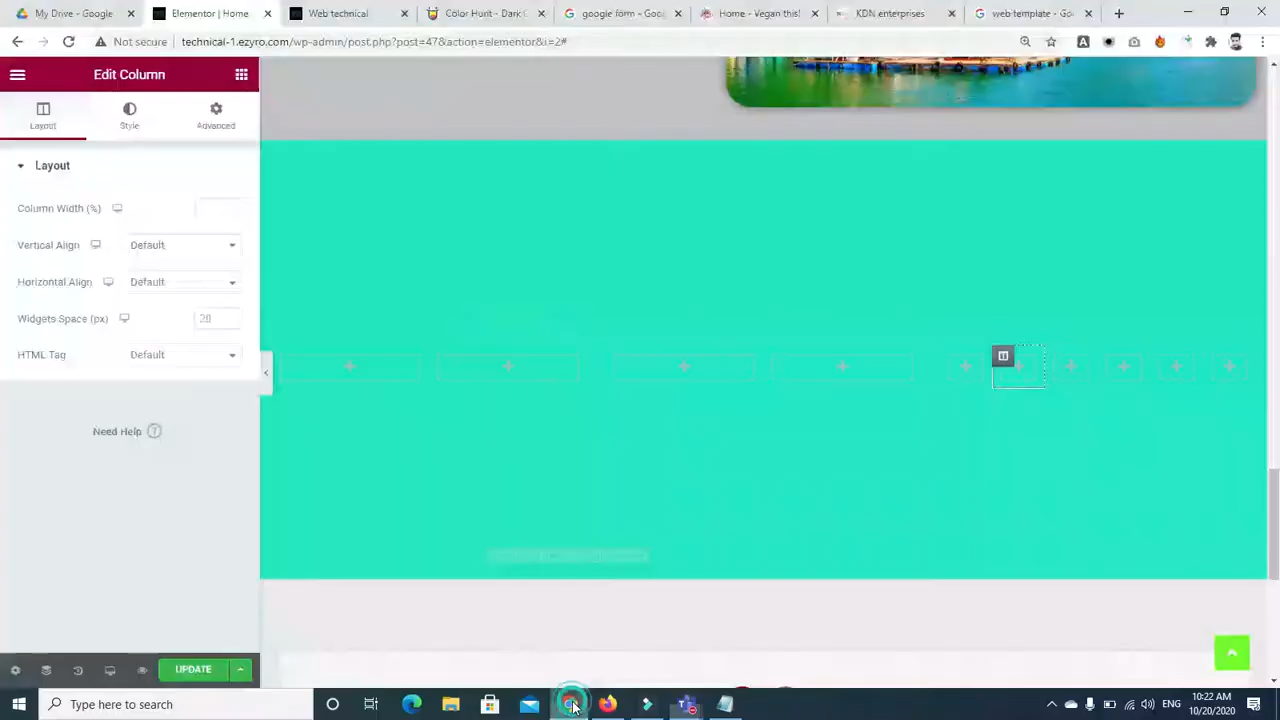 My Drive - Google D
Elementor | Home
Web technical
Color Hunt - Dark C
google form - Goog
- Vegan this!
KDN enterprises
web template - Goo
Not secure
technical-1.ezyro.com/wp-admin/post.php?post=47&action=elementor&i=2#
Edit Column
Layout
Style
Advanced
Layout
Column Width (%)
Vertical Align
Default
Horizontal Align
Default
Widgets Space (px)
20
HTML Tag
Default
Need Help
UPDATE
Type here to search
10:22 AM
10/20/2020